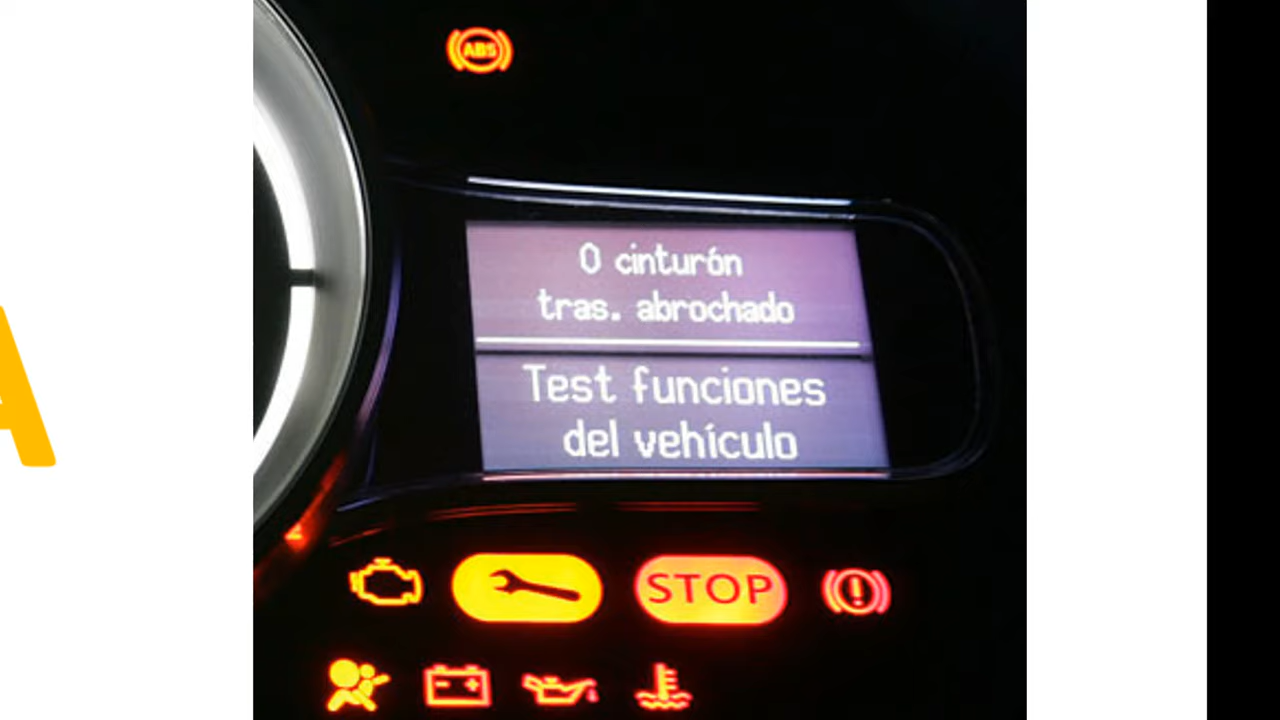 A
ABS
0 cinturón
tras. abrochado
Test funciones
del vehículo
STOP